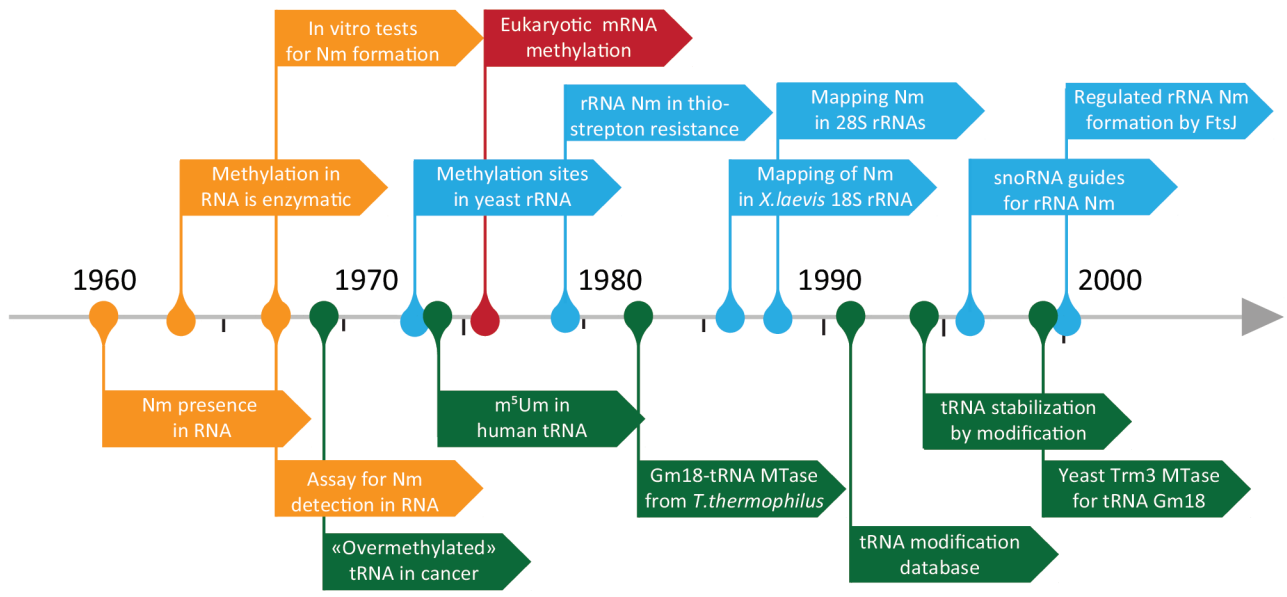 In vitro tests
for Nm formation
Eukaryotic mRNA
methylation
rRNA Nm in thio-
strepton resistance
Mapping Nm
in 28S rRNAs
Regulated rRNA Nm
formation by FtsJ
Methylation in
RNA is enzymatic
Methylation sites
in yeast rRNA
Mapping of Nm
in X.laevis 18S rRNA
snoRNA guides
for rRNA Nm
1960
1970
1980
1990
2000
Nm presence
in RNA
m⁵Um in
human tRNA
tRNA stabilization
by modification
Assay for Nm
detection in RNA
Gm18-tRNA MTase
from T.thermophilus
Yeast Trm3 MTase
for tRNA Gm18
«Overmethylated»
tRNA in cancer
tRNA modification
database